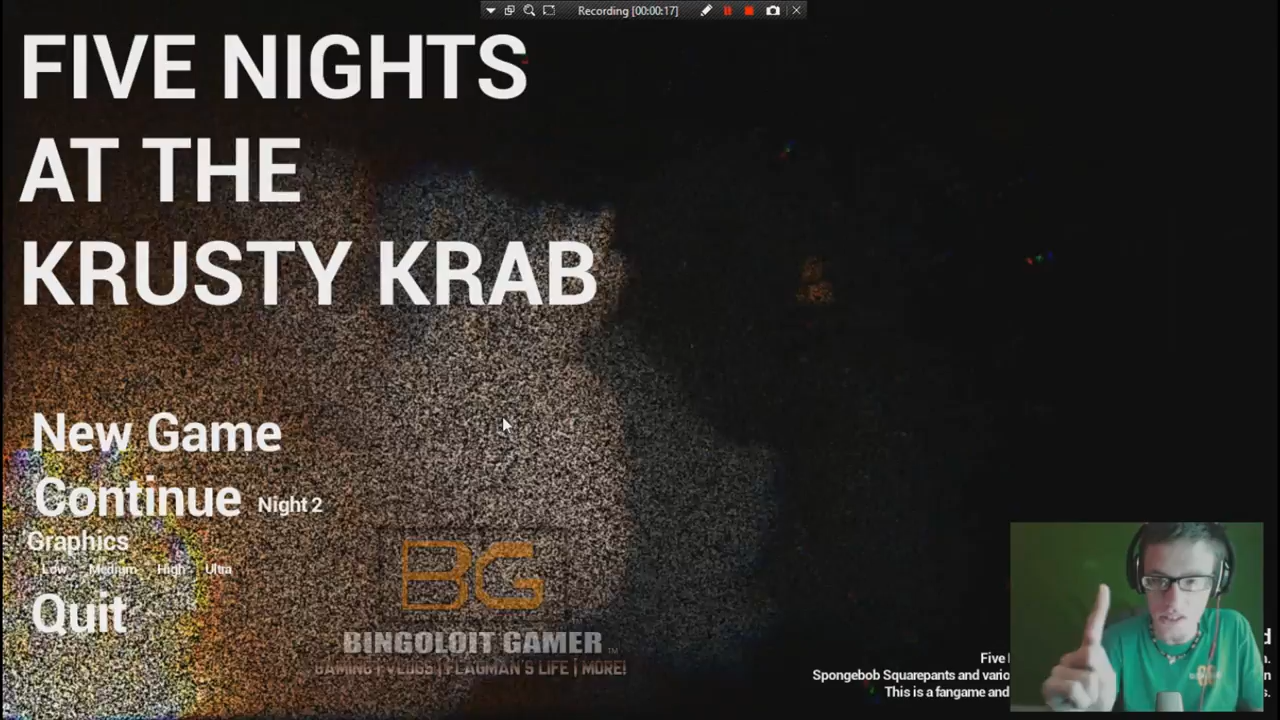 Recording [00:00:17]
FIVE NIGHTS
AT THE
KRUSTY KRAB
New Game
Continue Night 2
Graphics
Low Medium High Ultra
Quit
BG
BINGOLOIT GAMER TM
GAMING | VLOGS | FLAGMAN'S LIFE | MORE!
Five
Spongebob Squarepants and
This is a fangame and